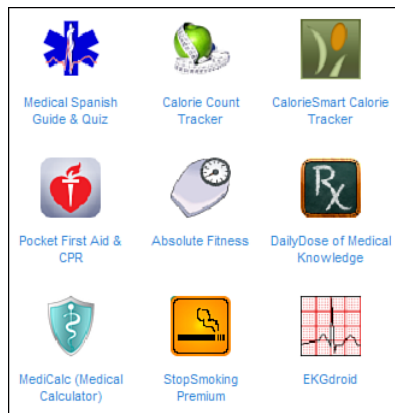 Medical Spanish
Guide & Quiz
Calorie Count
Tracker
CalorieSmart Calorie
Tracker
Pocket First Aid &
CPR
Absolute Fitness
Rx
DailyDose of Medical
Knowledge
MediCalc (Medical
Calculator)
StopSmoking
Premium
EKGdroid